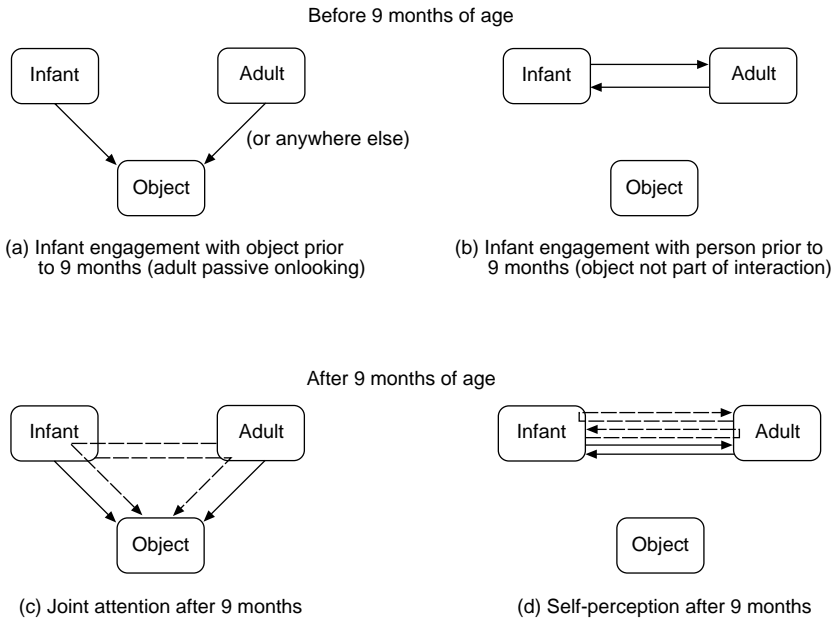 Before 9 months of age
Infant
Adult
(or anywhere else)
Object
(a) Infant engagement with object prior
to 9 months (adult passive onlooking)
Infant
Adult
Object
(b) Infant engagement with person prior to
9 months (object not part of interaction)
After 9 months of age
Infant
Adult
Object
(c) Joint attention after 9 months
Infant
Adult
Object
(d) Self-perception after 9 months